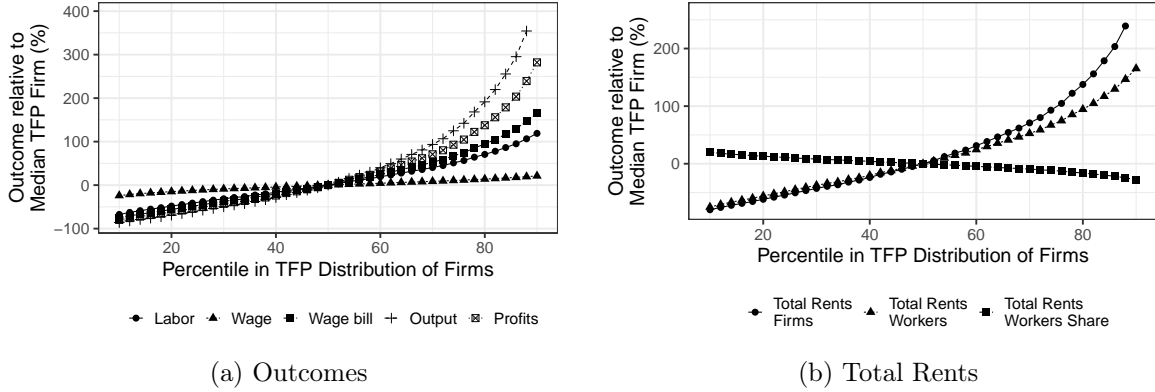 Outcome relative to
Median TFP Firm (%)
400
300
200
100
0
−100
20
40
60
80
Percentile in TFP Distribution of Firms
Labor
Wage
Wage bill
Output
Profits
(a) Outcomes
Outcome relative to
Median TFP Firm (%)
200
100
0
20
40
60
80
Percentile in TFP Distribution of Firms
Total Rents
Firms
Total Rents
Workers
Total Rents
Workers Share
(b) Total Rents